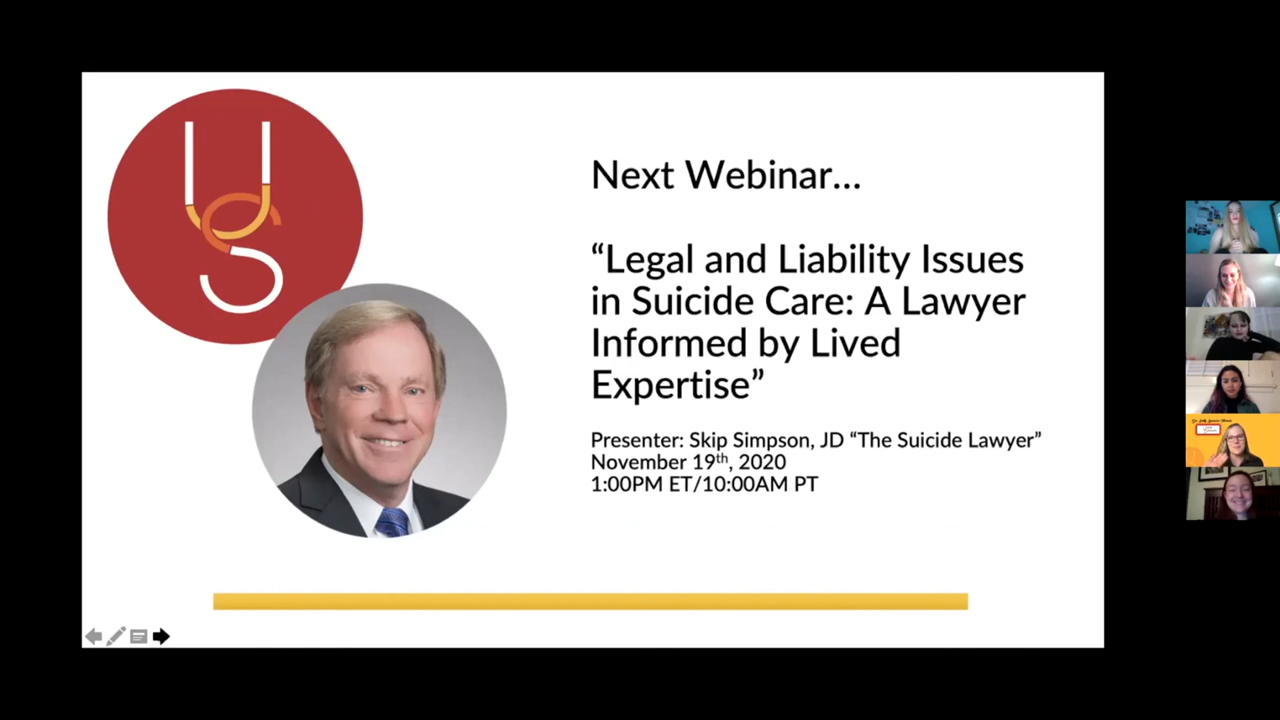 US
Next Webinar...
“Legal and Liability Issues
in Suicide Care: A Lawyer
Informed by Lived
Expertise”
Presenter: Skip Simpson, JD “The Suicide Lawyer”
November 19th, 2020
1:00PM ET/10:00AM PT